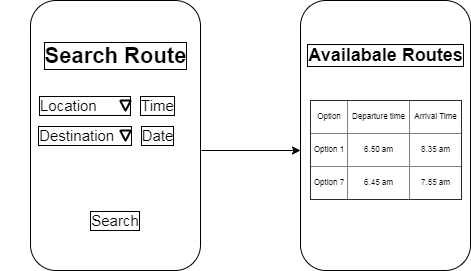 Search Route
Location Time
Destination Date
Search
Availabale Routes
Option Departure time Arrival Time
Option 1 6.50 am 8.35 am
Option 7 6.45 am 7.55 am